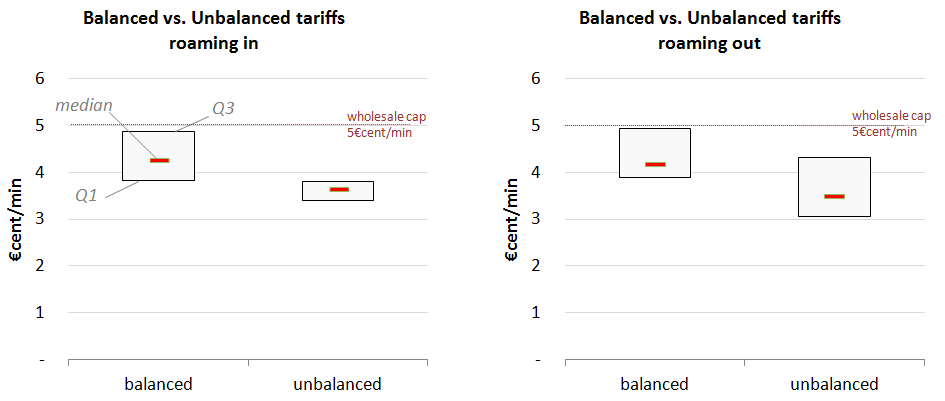 Balanced vs. Unbalanced tariffs
roaming in
€cent/min
6
5
4
3
2
1
-
median
Q3
Q1
wholesale cap
5€cent/min
balanced
unbalanced
Balanced vs. Unbalanced tariffs
roaming out
€cent/min
6
5
4
3
2
1
-
wholesale cap
5€cent/min
balanced
unbalanced